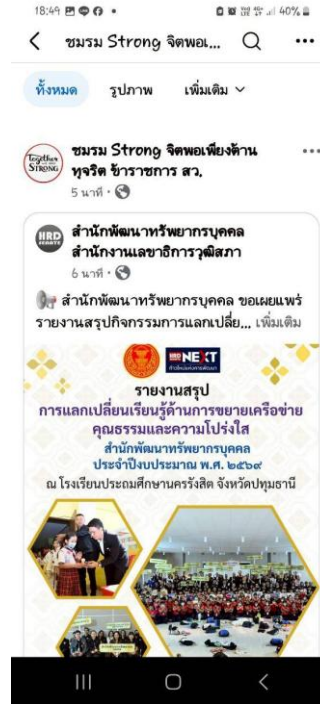 18:49
40%
ชมรม Strong จิตพอเ...
ทั้งหมด
รูปภาพ
เพิ่มเติม
Together
STRONG
ชมรม Strong จิตพอเพียงต้าน
ทุจริต ข้าราชการ สว.
5 นาที
HRD
SENATE
สำนักพัฒนาทรัพยากรบุคคล
สำนักงานเลขาธิการวุฒิสภา
6 นาที
สำนักพัฒนาทรัพยากรบุคคล ขอเผยแพร่
รายงานสรุปกิจกรรมการแลกเปลี่ย... เพิ่มเติม
NEXT
รายงานสรุป
การแลกเปลี่ยนเรียนรู้ด้านการขยายเครือข่าย
คุณธรรมและความโปร่งใส
สำนักพัฒนาทรัพยากรบุคคล
ประจำปีงบประมาณ พ.ศ. ๒๕๖๙
ณ โรงเรียนประถมศึกษานครรังสิต จังหวัดปทุมธานี